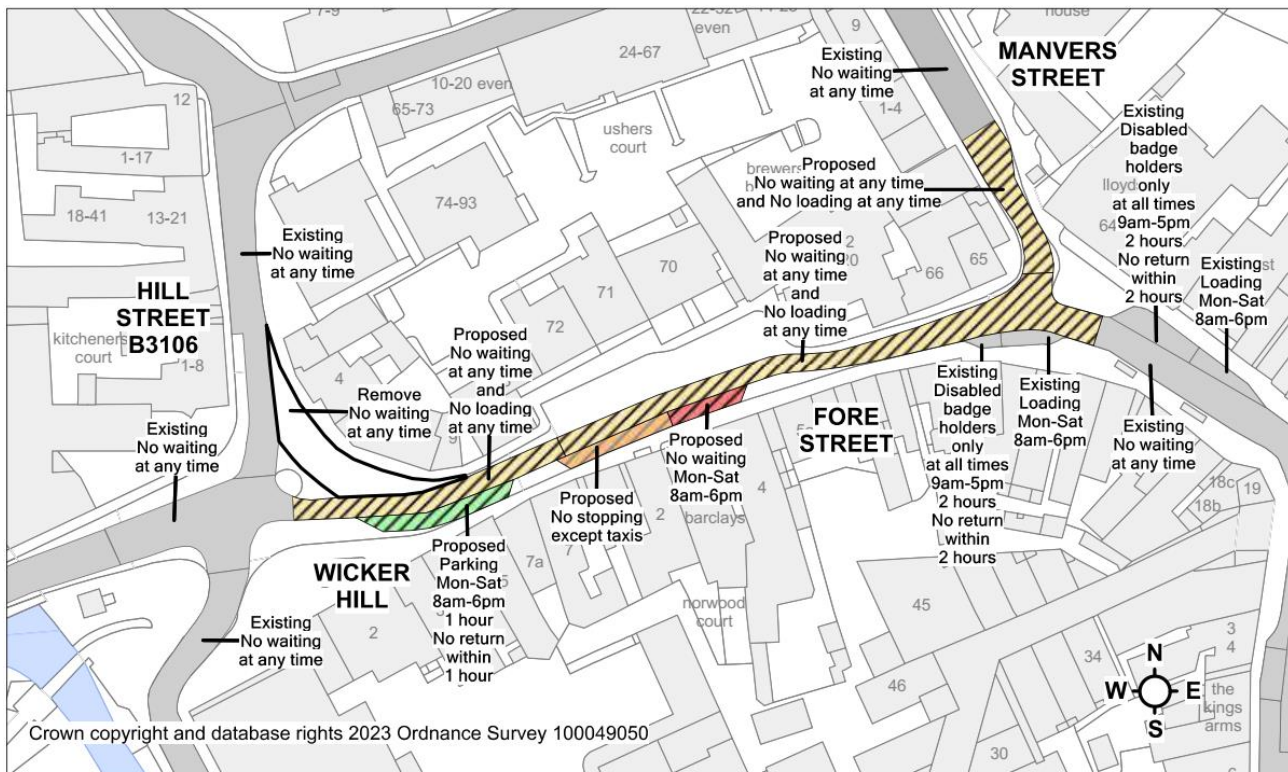 7-9
22-32
even
24-67
10-20 even
65-73
12
1-17
18-41
13-21
ushers
court
74-93
9
1-4
house
MANVERS
STREET
Existing
No waiting
at any time
Existing
Disabled
badge
holders
only
at all times
9am-5pm
2 hours
No return
within
2 hours
lloyds
64
Existing
Loading
Mon-Sat
8am-6pm
Proposed
No waiting at any time
and No loading at any time
brewers
Proposed
No waiting
at any time
and
No loading
at any time
20
66
65
70
71
72
Existing
No waiting
at any time
HILL
STREET
B3106
kitcheners
court
1-8
4
9
Remove
No waiting
at any time
Proposed
No waiting
at any time
and
No loading
at any time
Existing
No waiting
at any time
Proposed
No waiting
Mon-Sat
8am-6pm
FORE
STREET
Existing
Disabled
badge
holders
only
at all times
9am-5pm
2 hours
No return
within
2 hours
Existing
Loading
Mon-Sat
8am-6pm
Existing
No waiting
at any time
18c
18b
19
Proposed
No stopping
except taxis
2
barclays
4
7
7a
5
WICKER
HILL
Proposed
Parking
Mon-Sat
8am-6pm
1 hour
No return
within
1 hour
2
Existing
No waiting
at any time
norwood
court
45
46
34
30
3
4
the
kings
arms
N
W
E
S
Crown copyright and database rights 2023 Ordnance Survey 100049050